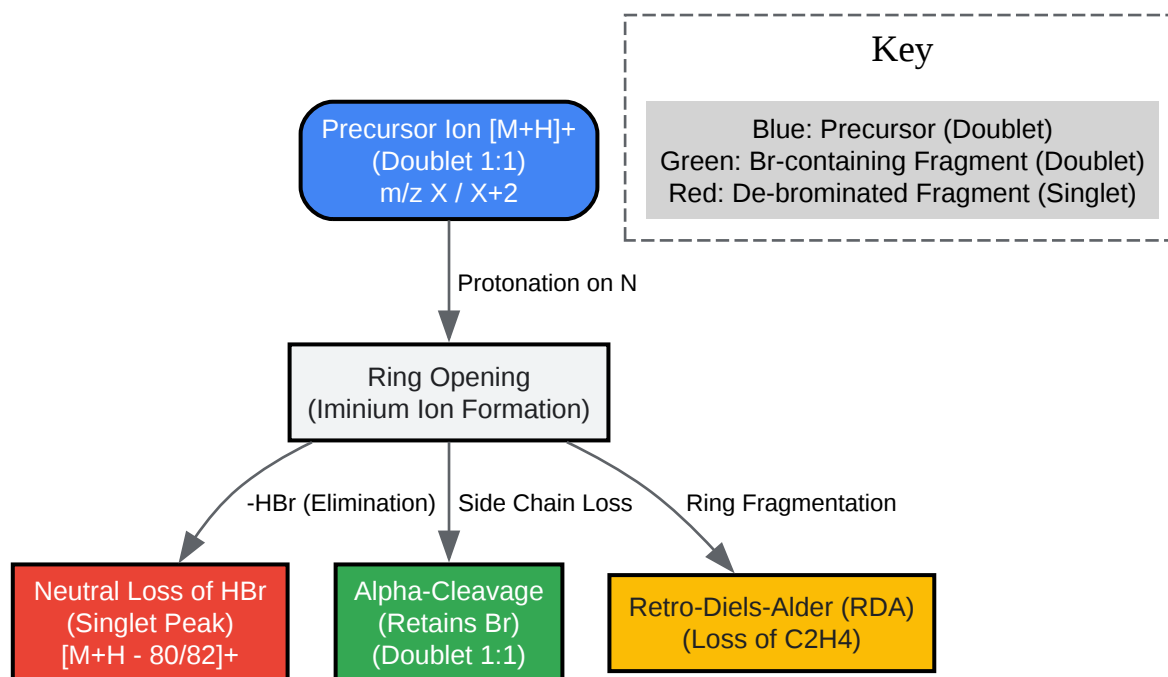 Key
Blue: Precursor (Doublet)
Green: Br-containing Fragment (Doublet)
Red: De-brominated Fragment (Singlet)
Precursor Ion [M+H]+
(Doublet 1:1)
m/z X / X+2
Protonation on N
Ring Opening
(Iminium Ion Formation)
-HBr (Elimination)
Side Chain Loss
Ring Fragmentation
Neutral Loss of HBr
(Singlet Peak)
[M+H - 80/82]+
Alpha-Cleavage
(Retains Br)
(Doublet 1:1)
Retro-Diels-Alder (RDA)
(Loss of C2H4)